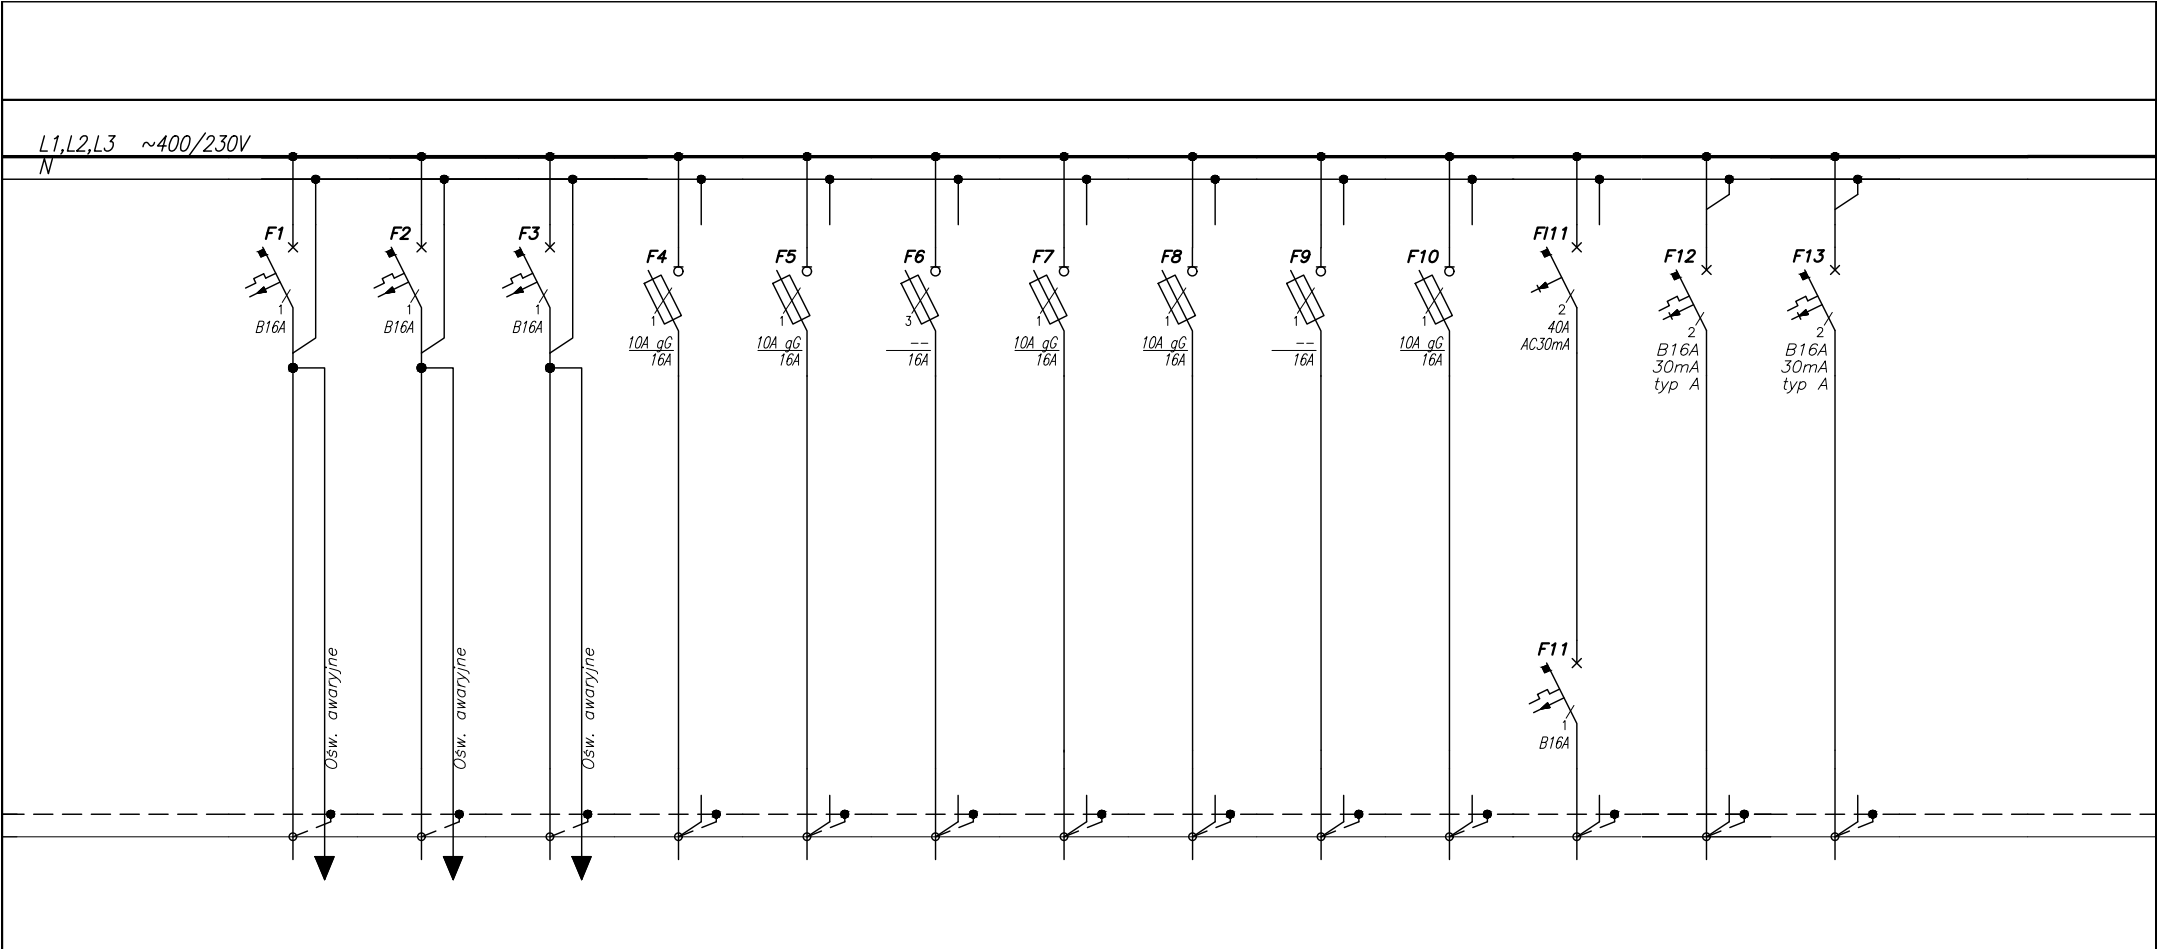 L1,L2,L3 ~400/230V
N
F1
1
B16A
F2
1
B16A
F3
1
B16A
F4
1
10A gG
16A
F5
1
10A gG
16A
F6
3
--
16A
F7
1
10A gG
16A
F8
1
10A gG
16A
F9
1
--
16A
F10
1
10A gG
16A
FI11
2
40A
AC30mA
F12
2
B16A
30mA
typ A
F13
2
B16A
30mA
typ A
F11
1
B16A
Ośw. awaryjne
Ośw. awaryjne
Ośw. awaryjne